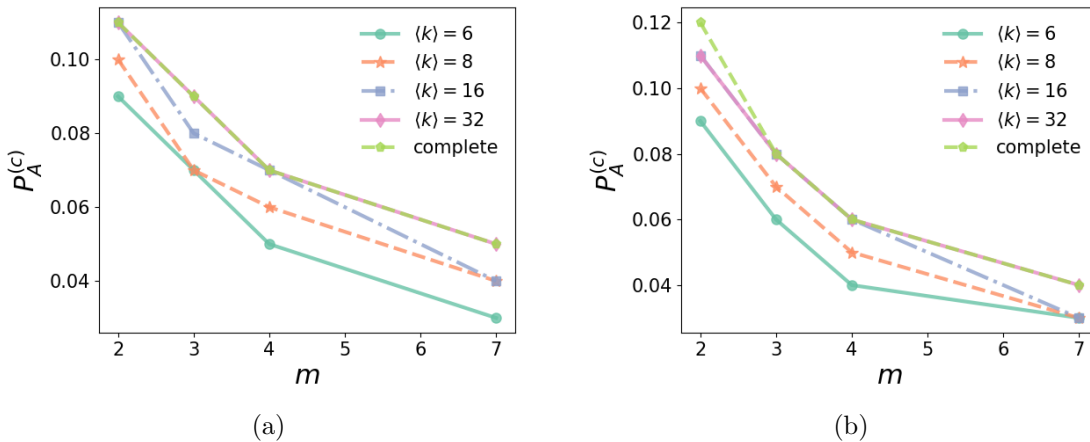 0.10
0.08
0.06
0.04
P_A^(c)
2 3 4 5 6 7
m
⟨k⟩ = 6
⟨k⟩ = 8
⟨k⟩ = 16
⟨k⟩ = 32
complete
(a)
0.12
0.10
0.08
0.06
0.04
P_A^(c)
2 3 4 5 6 7
m
⟨k⟩ = 6
⟨k⟩ = 8
⟨k⟩ = 16
⟨k⟩ = 32
complete
(b)